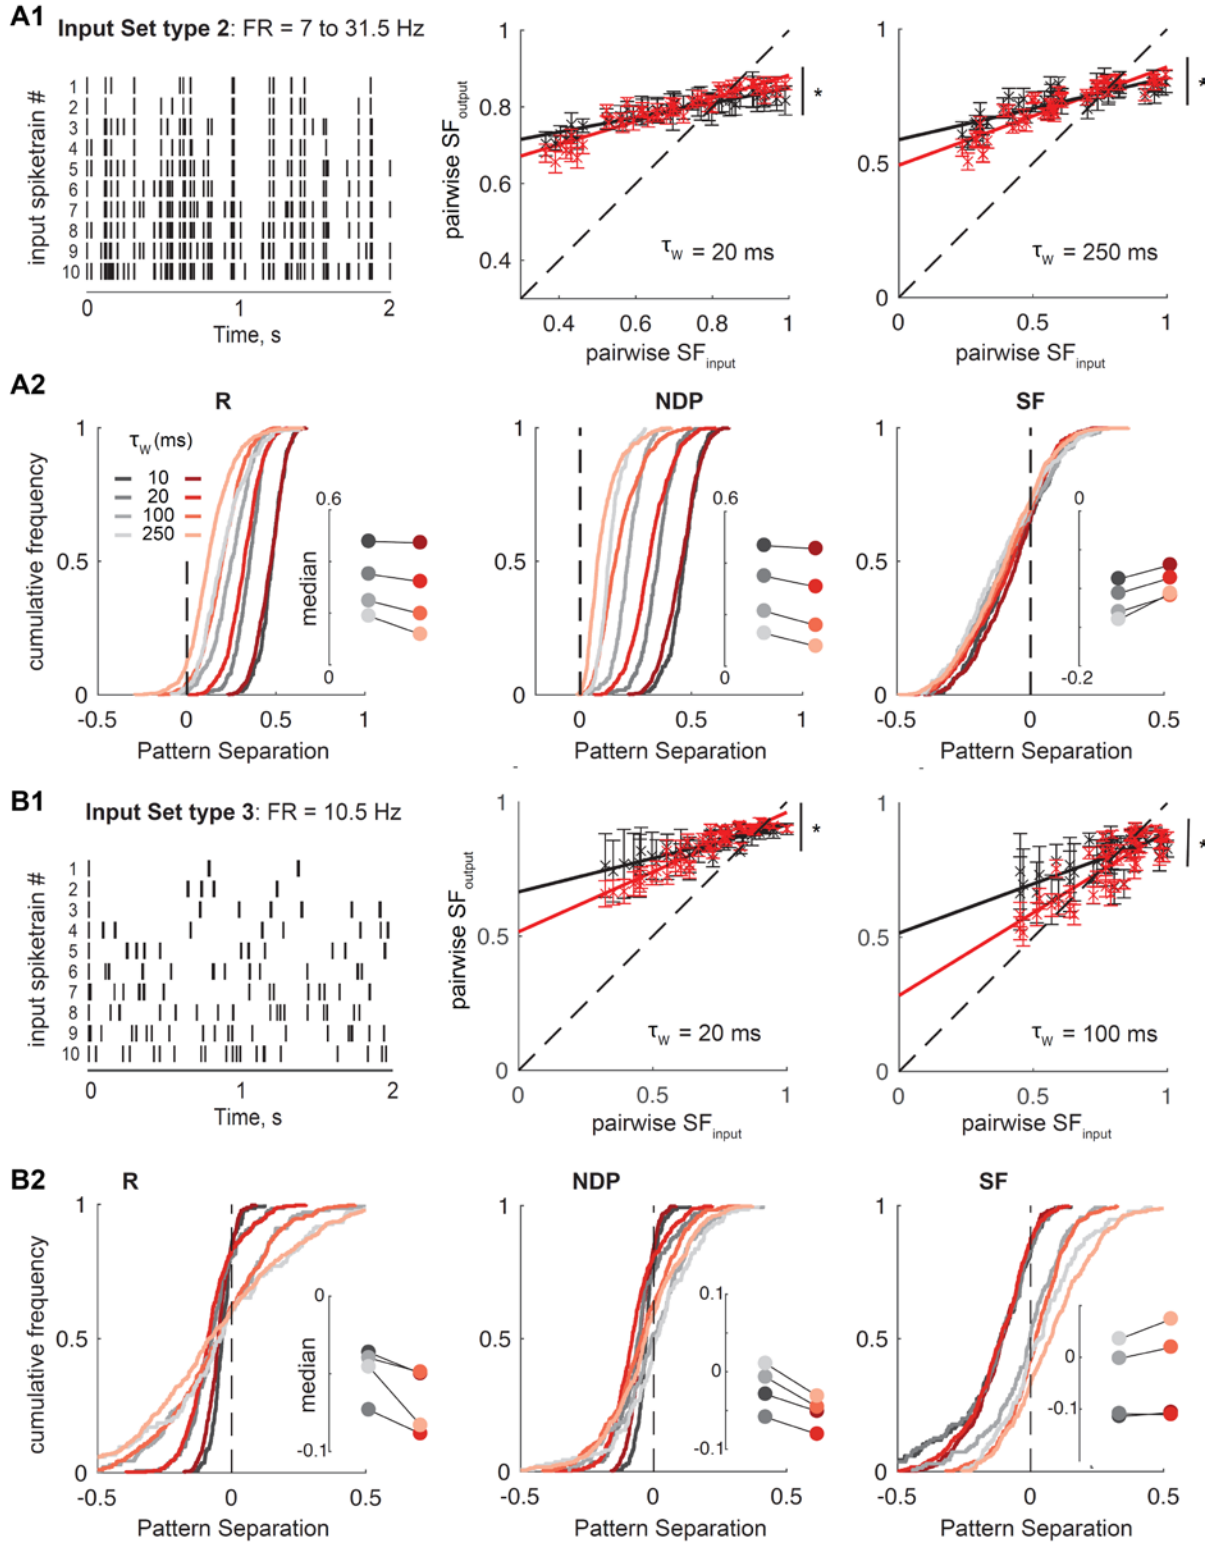 A1
Input Set type 2: FR = 7 to 31.5 Hz
input spiketrain #
1
2
3
4
5
6
7
8
9
10
0 1 2
Time, s
pairwise SFoutput
1
0.8
0.6
0.4
*
τW = 20 ms
0.4 0.6 0.8 1
pairwise SFinput
1
0.5
0
*
τW = 250 ms
0 0.5 1
pairwise SFinput
A2
R
cumulative frequency
1
0.5
0
τW (ms)
10
20
100
250
median
0.6
0
-0.5 0 0.5 1
Pattern Separation
NDP
1
0.5
0
0.6
0
0 0.5 1
Pattern Separation
SF
1
0.5
0
0
-0.2
-0.5 0 0.5
Pattern Separation
B1
Input Set type 3: FR = 10.5 Hz
input spiketrain #
1
2
3
4
5
6
7
8
9
10
0 1 2
Time, s
pairwise SFoutput
1
0.5
0
*
τW = 20 ms
0 0.5 1
pairwise SFinput
1
0.5
0
*
τW = 100 ms
0 0.5 1
pairwise SFinput
B2
R
cumulative frequency
1
0.5
0
median
0
-0.1
-0.5 0 0.5
Pattern Separation
NDP
1
0.5
0
0.1
0
-0.1
-0.5 0 0.5
Pattern Separation
SF
1
0.5
0
0
-0.1
-0.5 0 0.5
Pattern Separation